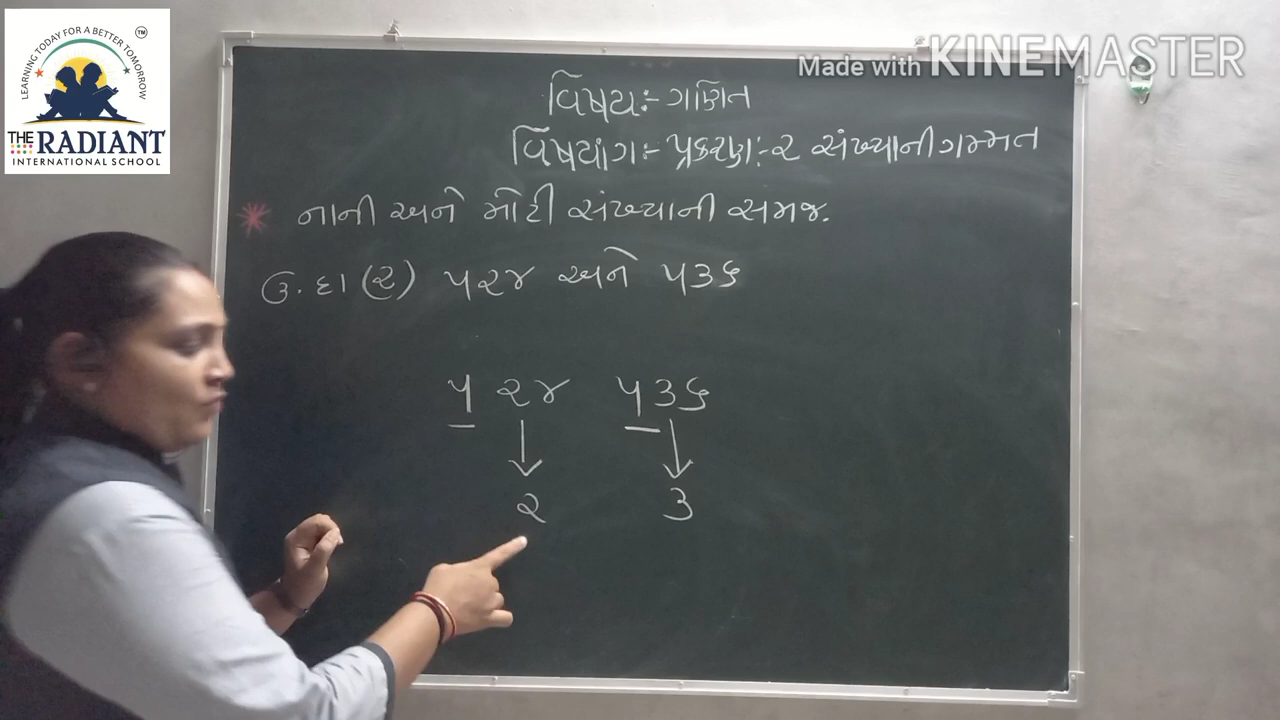 LEARNING TODAY FOR A BETTER TOMORROW
TM
THE RADIANT
INTERNATIONAL SCHOOL
Made with KINEMASTER
વિષય:- ગણિત
વિષયાંગ:- પ્રકરણ:-૨ સંખ્યાની ગમ્મત
* નાની અને મોટી સંખ્યાની સમજ.
ઉ.દા (૨) ૫૨૪ અને ૫૩૬
૫૨૪ ૫૩૬
૨ ૩